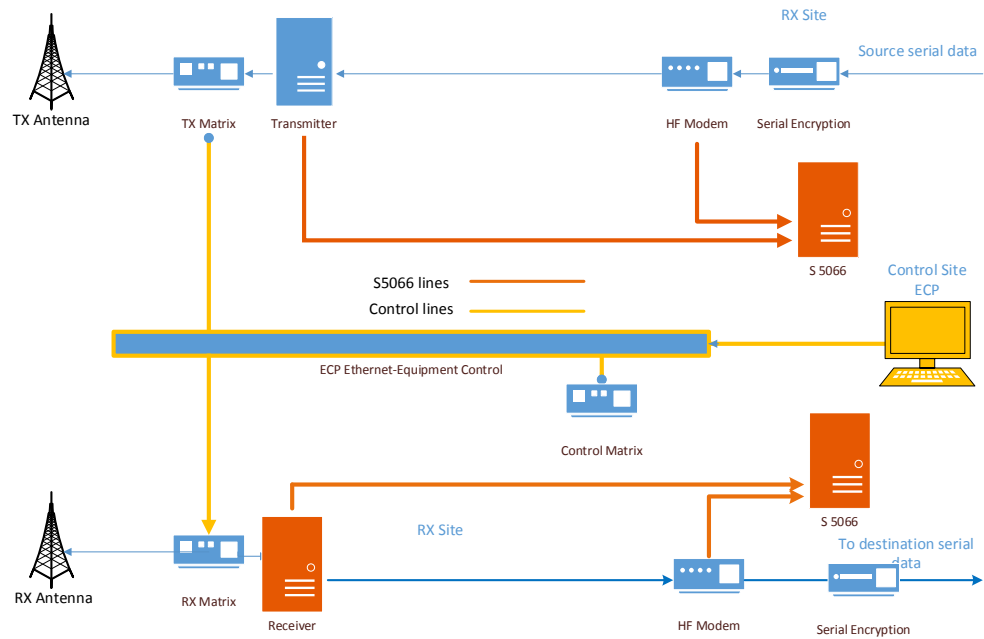 RX Site
Source serial data
TX Antenna
TX Matrix
Transmitter
HF Modem
Serial Encryption
S 5066
Control Site
ECP
S5066 lines
Control lines
ECP Ethernet-Equipment Control
Control Matrix
S 5066
RX Site
To destination serial
data
RX Antenna
RX Matrix
Receiver
HF Modem
Serial Encryption